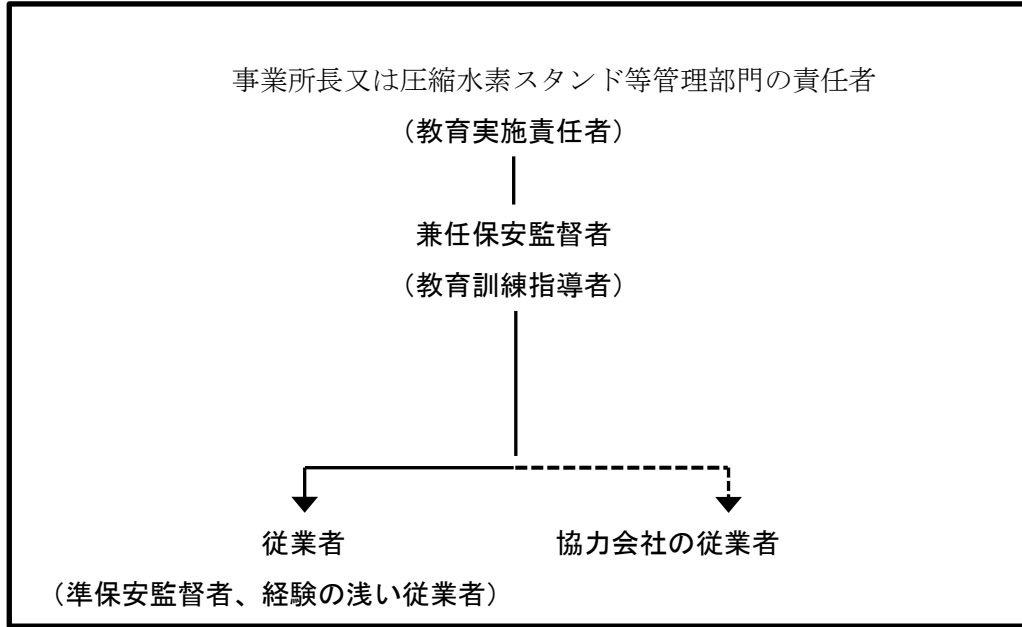 事業所長又は圧縮水素スタンド等管理部門の責任者
（教育実施責任者）
兼任保安監督者
（教育訓練指導者）
従業者
協力会社の従業者
（準保安監督者、経験の浅い従業者）